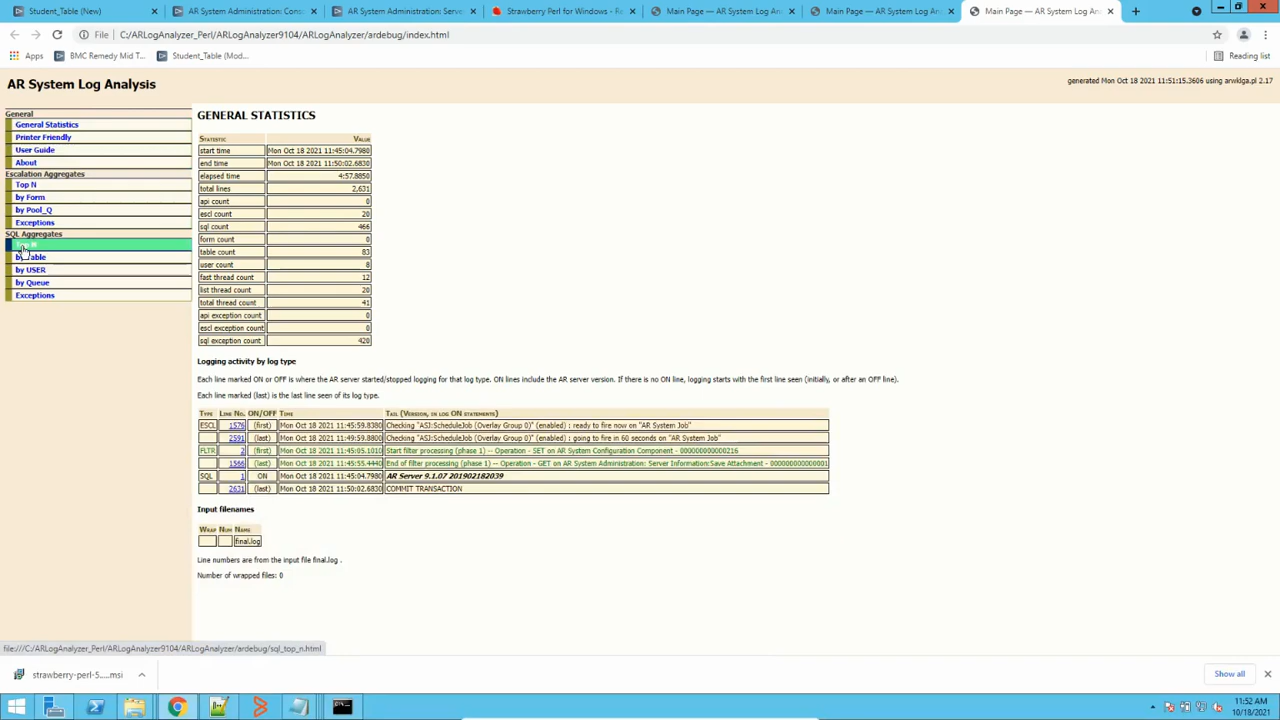 Student_Table (New)
AR System Administration: Cons
AR System Administration: Serve
Strawberry Perl for Windows - Re
Main Page — AR System Log An
Main Page — AR System Log An
Main Page — AR System Log An
File
C:/ARLogAnalyzer_Perl/ARLogAnalyzer9104/ARLogAnalyzer/ardebug/index.html
Apps
BMC Remedy Mid T...
Student_Table (Mod...
Reading list
AR System Log Analysis
generated Mon Oct 18 2021 11:51:15.3606 using arwklga.pl 2.17
General
General Statistics
Printer Friendly
User Guide
About
Escalation Aggregates
Top N
by Form
by Pool_Q
Exceptions
SQL Aggregates
Top N
by Table
by USER
by Queue
Exceptions
GENERAL STATISTICS
Statistic Value
start time Mon Oct 18 2021 11:45:04.7980
end time Mon Oct 18 2021 11:50:02.6830
elapsed time 4:57.8850
total lines 2,631
api count 0
escl count 20
sql count 466
form count 0
table count 83
user count 8
fast thread count 12
list thread count 20
total thread count 41
api exception count 0
escl exception count 0
sql exception count 420
Logging activity by log type
Each line marked ON or OFF is where the AR server started/stopped logging for that log type. ON lines include the AR server version. If there is no ON line, logging starts with the first line seen (initially, or after an OFF line).
Each line marked (last) is the last line seen of its log type.
Type Line No. ON/OFF Time Tail (Version, in log ON statements)
ESCL 1576 (first) Mon Oct 18 2021 11:45:59.8380 Checking "ASJ:ScheduleJob (Overlay Group 0)" (enabled) : ready to fire now on "AR System Job"
2591 (last) Mon Oct 18 2021 11:49:59.8800 Checking "ASJ:ScheduleJob (Overlay Group 0)" (enabled) : going to fire in 60 seconds on "AR System Job"
FLTR 2 (first) Mon Oct 18 2021 11:45:05.1010 Start filter processing (phase 1) -- Operation - SET on AR System Configuration Component - 000000000000216
1566 (last) Mon Oct 18 2021 11:45:55.4440 End of filter processing (phase 1) -- Operation - GET on AR System Administration: Server Information:Save Attachment - 000000000000001
SQL 1 ON Mon Oct 18 2021 11:45:04.7980 AR Server 9.1.07 201902182039
2631 (last) Mon Oct 18 2021 11:50:02.6830 COMMIT TRANSACTION
Input filenames
Wrap Num Name
final.log
Line numbers are from the input file final.log .
Number of wrapped files: 0
file:///C:/ARLogAnalyzer_Perl/ARLogAnalyzer9104/ARLogAnalyzer/ardebug/sql_top_n.html
strawberry-perl-5....msi
Show all
11:52 AM
10/18/2021